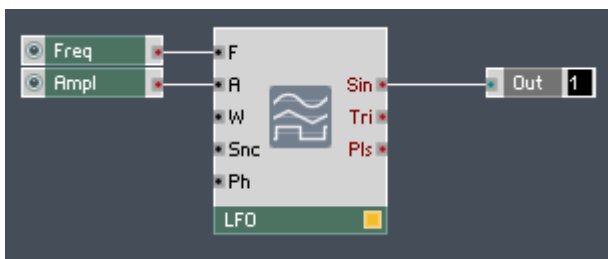 Freq F
Ampl A Sin Out 1
W Tri
Snc Pls
Ph
LFO